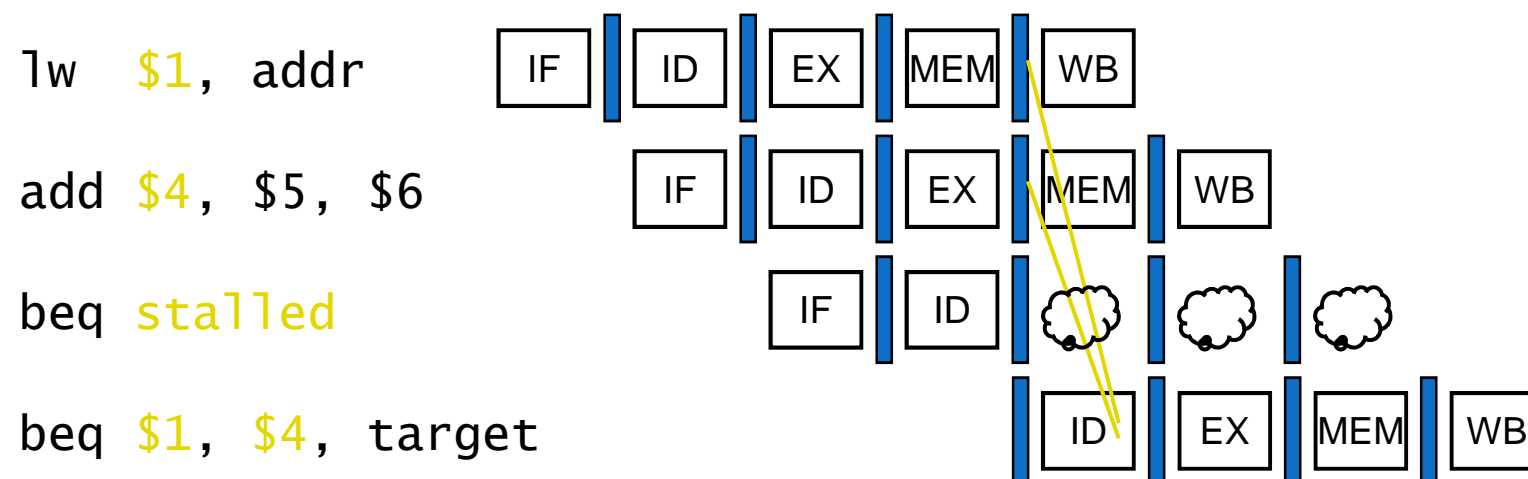 lw $1, addr IF ID EX MEM WB
add $4, $5, $6 IF ID EX MEM WB
beq stalled IF ID
beq $1, $4, target ID EX MEM WB